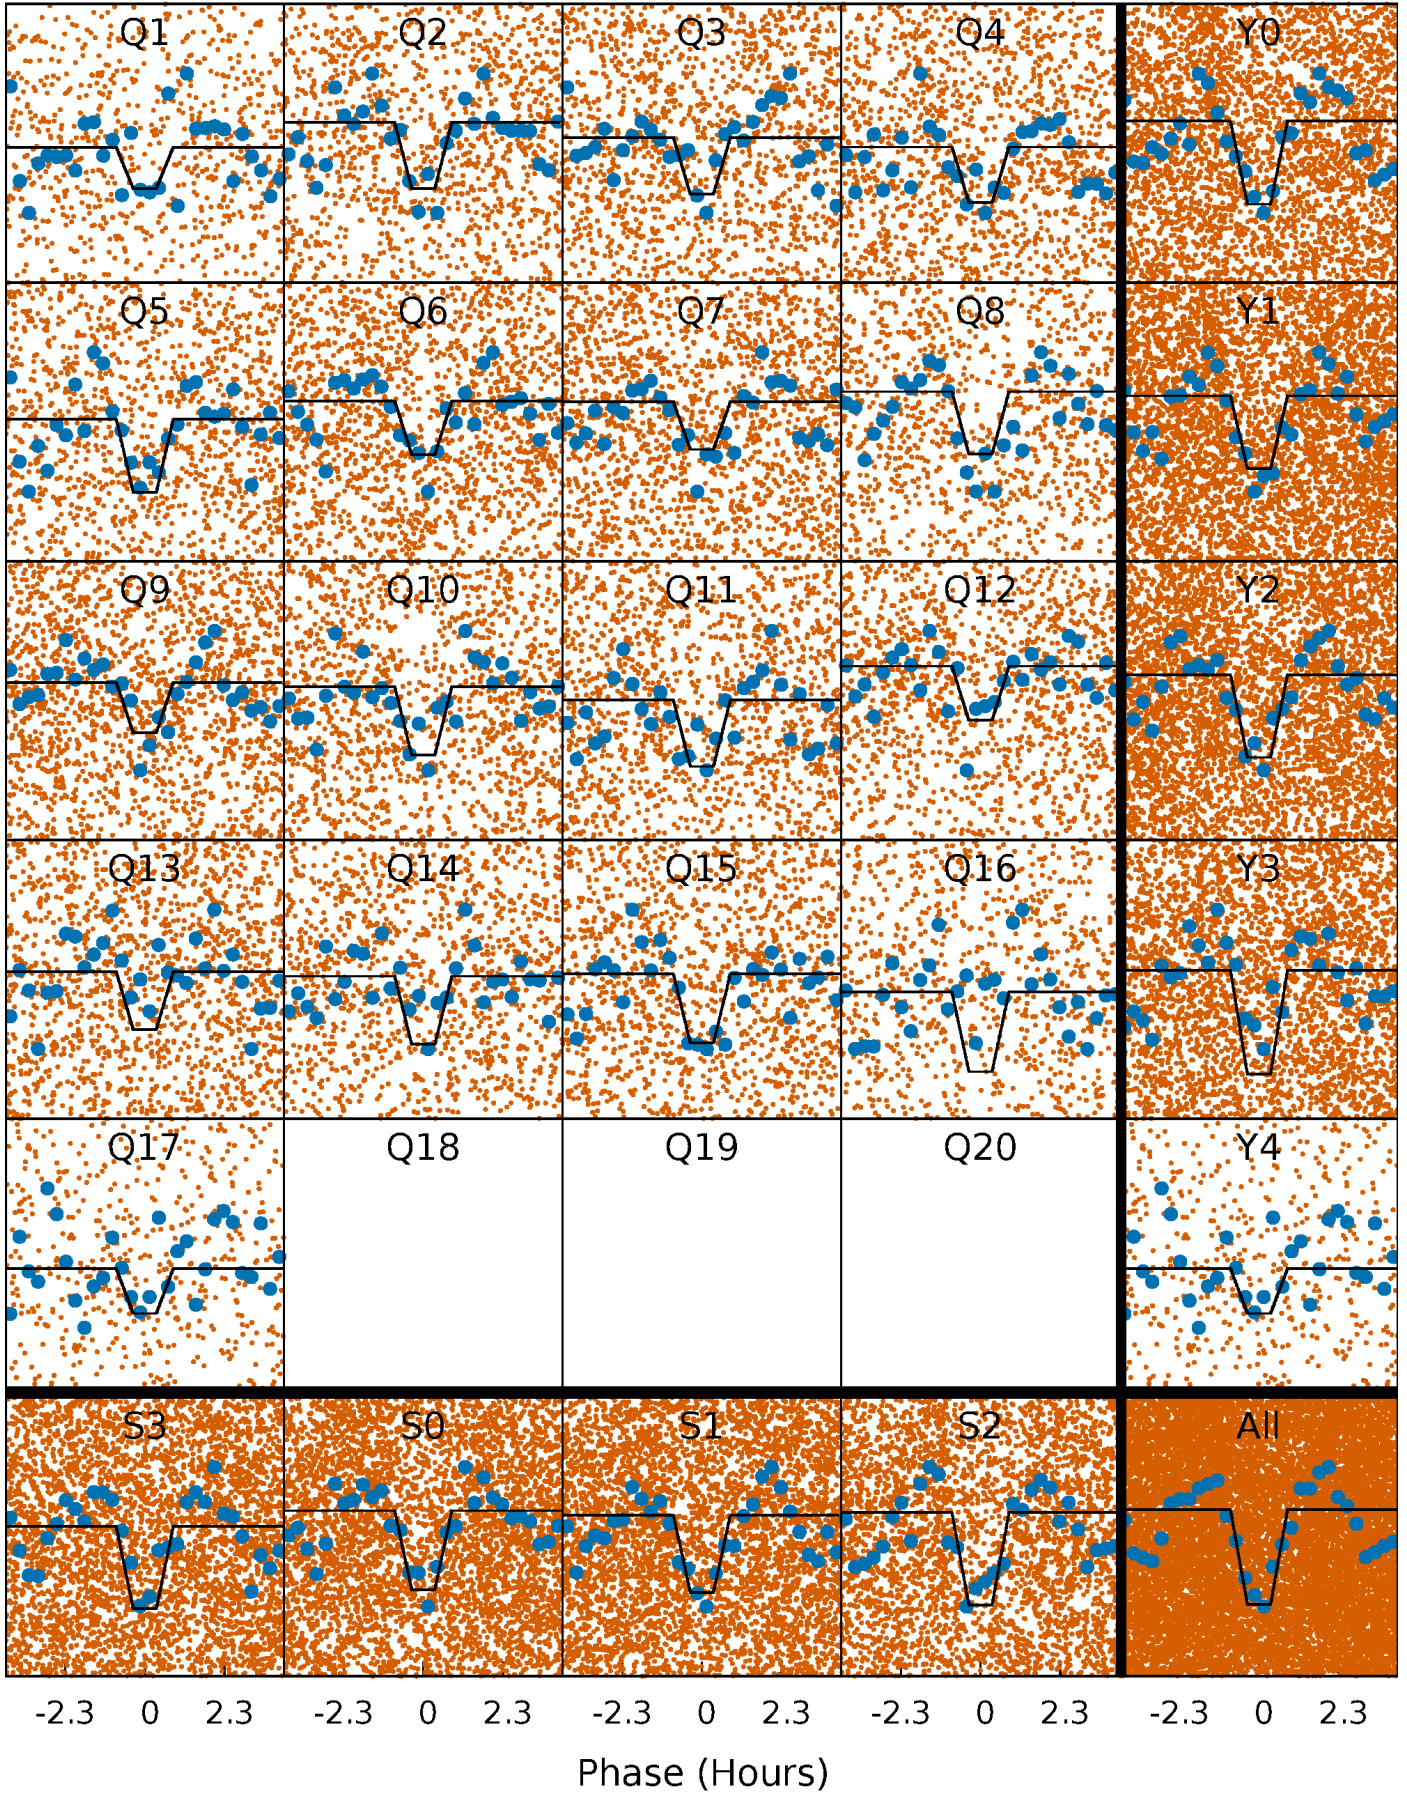 Q1 Q2 Q3 Q4 Y0
Q5 Q6 Q7 Q8 Y1
Q9 Q10 Q11 Q12 Y2
Q13 Q14 Q15 Q16 Y3
Q17 Q18 Q19 Q20 Y4
S3 S0 S1 S2 All
-2.3 0 2.3 -2.3 0 2.3 -2.3 0 2.3 -2.3 0 2.3 -2.3 0 2.3
Phase (Hours)